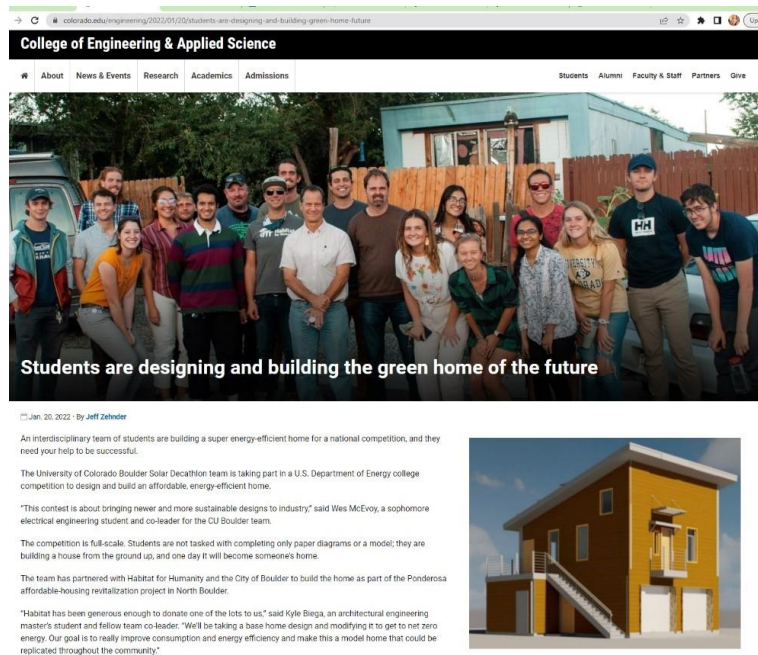 colorado.edu/engineering/2022/01/20/students-are-designing-and-building-green-home-future
College of Engineering & Applied Science
About News & Events Research Academics Admissions
Students Alumni Faculty & Staff Partners Give
HH
Students are designing and building the green home of the future
Jan. 20, 2022 • By Jeff Zehnder
An interdisciplinary team of students are building a super energy-efficient home for a national competition, and they
need your help to be successful.
The University of Colorado Boulder Solar Decathlon team is taking part in a U.S. Department of Energy college
competition to design and build an affordable, energy-efficient home.
"This contest is about bringing newer and more sustainable designs to industry," said Wes McEvoy, a sophomore
electrical engineering student and co-leader for the CU Boulder team.
The competition is full-scale. Students are not tasked with completing only paper diagrams or a model; they are
building a house from the ground up, and one day it will become someone's home.
The team has partnered with Habitat for Humanity and the City of Boulder to build the home as part of the Ponderosa
affordable-housing revitalization project in North Boulder.
"Habitat has been generous enough to donate one of the lots to us," said Kyle Biega, an architectural engineering
master's student and fellow team co-leader. "We'll be taking a base home design and modifying it to get to net zero
energy. Our goal is to really improve consumption and energy efficiency and make this a model home that could be
replicated throughout the community."